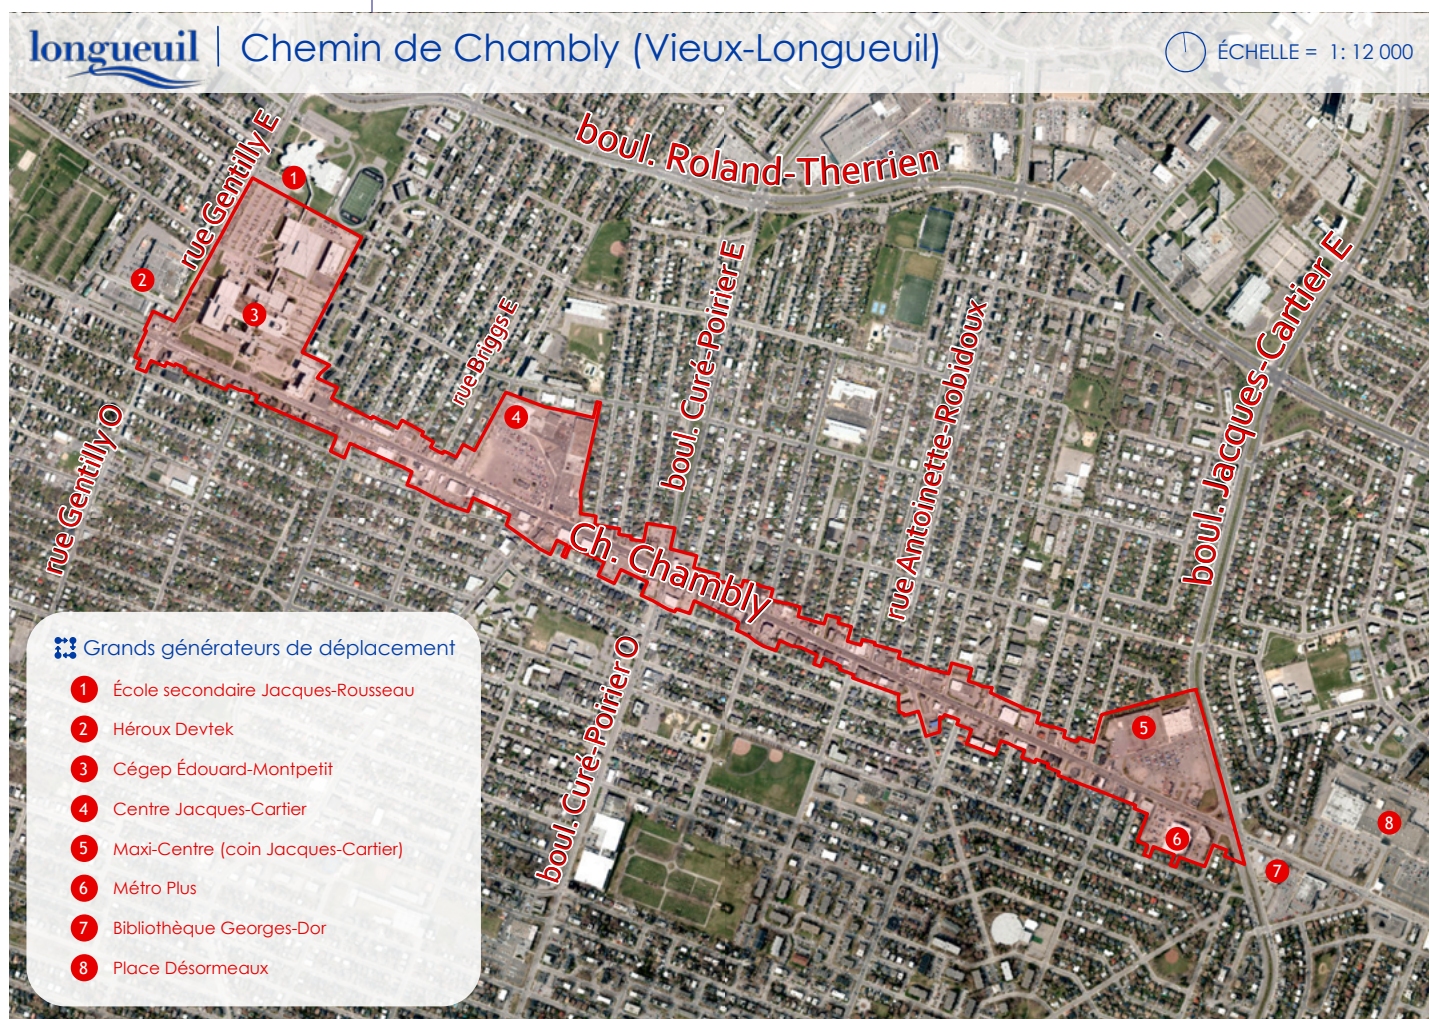 longueuil
Chemin de Chambly (Vieux-Longueuil)
ÉCHELLE = 1: 12 000
boul. Roland-Therrien
rue Gentilly E
1
2
3
rue Briggs E
boul. Curé-Poirier E
rue Antoinette-Robidoux
boul. Jacques-Cartier E
4
rue Gentilly O
Ch. Chambly
boul. Curé-Poirier O
5
6
7
8
Grands générateurs de déplacement
1 École secondaire Jacques-Rousseau
2 Héroux Devtek
3 Cégep Édouard-Montpetit
4 Centre Jacques-Cartier
5 Maxi-Centre (coin Jacques-Cartier)
6 Métro Plus
7 Bibliothèque Georges-Dor
8 Place Désormeaux